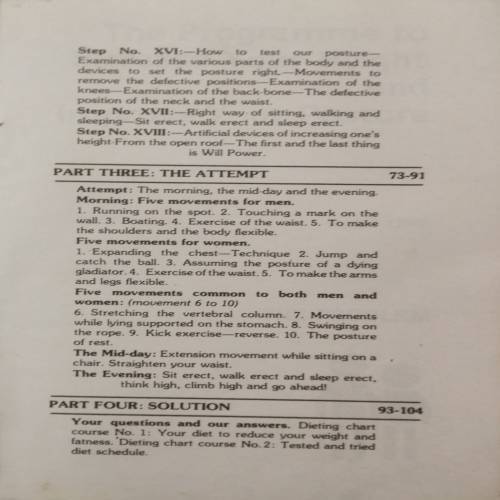 Step No. XVI:—How to test our posture—
Examination of the various parts of the body and the
devices to set the posture right.—Movements to
remove the defective positions—Examination of the
knees—Examination of the back-bone—The defective
position of the neck and the waist.
Step No. XVII:—Right way of sitting, walking and
sleeping—Sit erect, walk erect and sleep erect.
Step No. XVIII:—Artificial devices of increasing one's
height-From the open roof—The first and the last thing
is Will Power.
PART THREE: THE ATTEMPT 73-91
Attempt: The morning, the mid-day and the evening.
Morning: Five movements for men.
1. Running on the spot. 2. Touching a mark on the
wall. 3. Boating. 4. Exercise of the waist. 5. To make
the shoulders and the body flexible.
Five movements for women.
1. Expanding the chest—Technique 2. Jump and
catch the ball. 3. Assuming the posture of a dying
gladiator. 4. Exercise of the waist. 5. To make the arms
and legs flexible.
Five movements common to both men and
women: (movement 6 to 10)
6. Stretching the vertebral column. 7. Movements
while lying supported on the stomach. 8. Swinging on
the rope. 9. Kick exercise—reverse. 10. The posture
of rest.
The Mid-day: Extension movement while sitting on a
chair. Straighten your waist.
The Evening: Sit erect, walk erect and sleep erect,
think high, climb high and go ahead!
PART FOUR: SOLUTION 93-104
Your questions and our answers. Dieting chart
course No. 1: Your diet to reduce your weight and
fatness. Dieting chart course No. 2: Tested and tried
diet schedule.